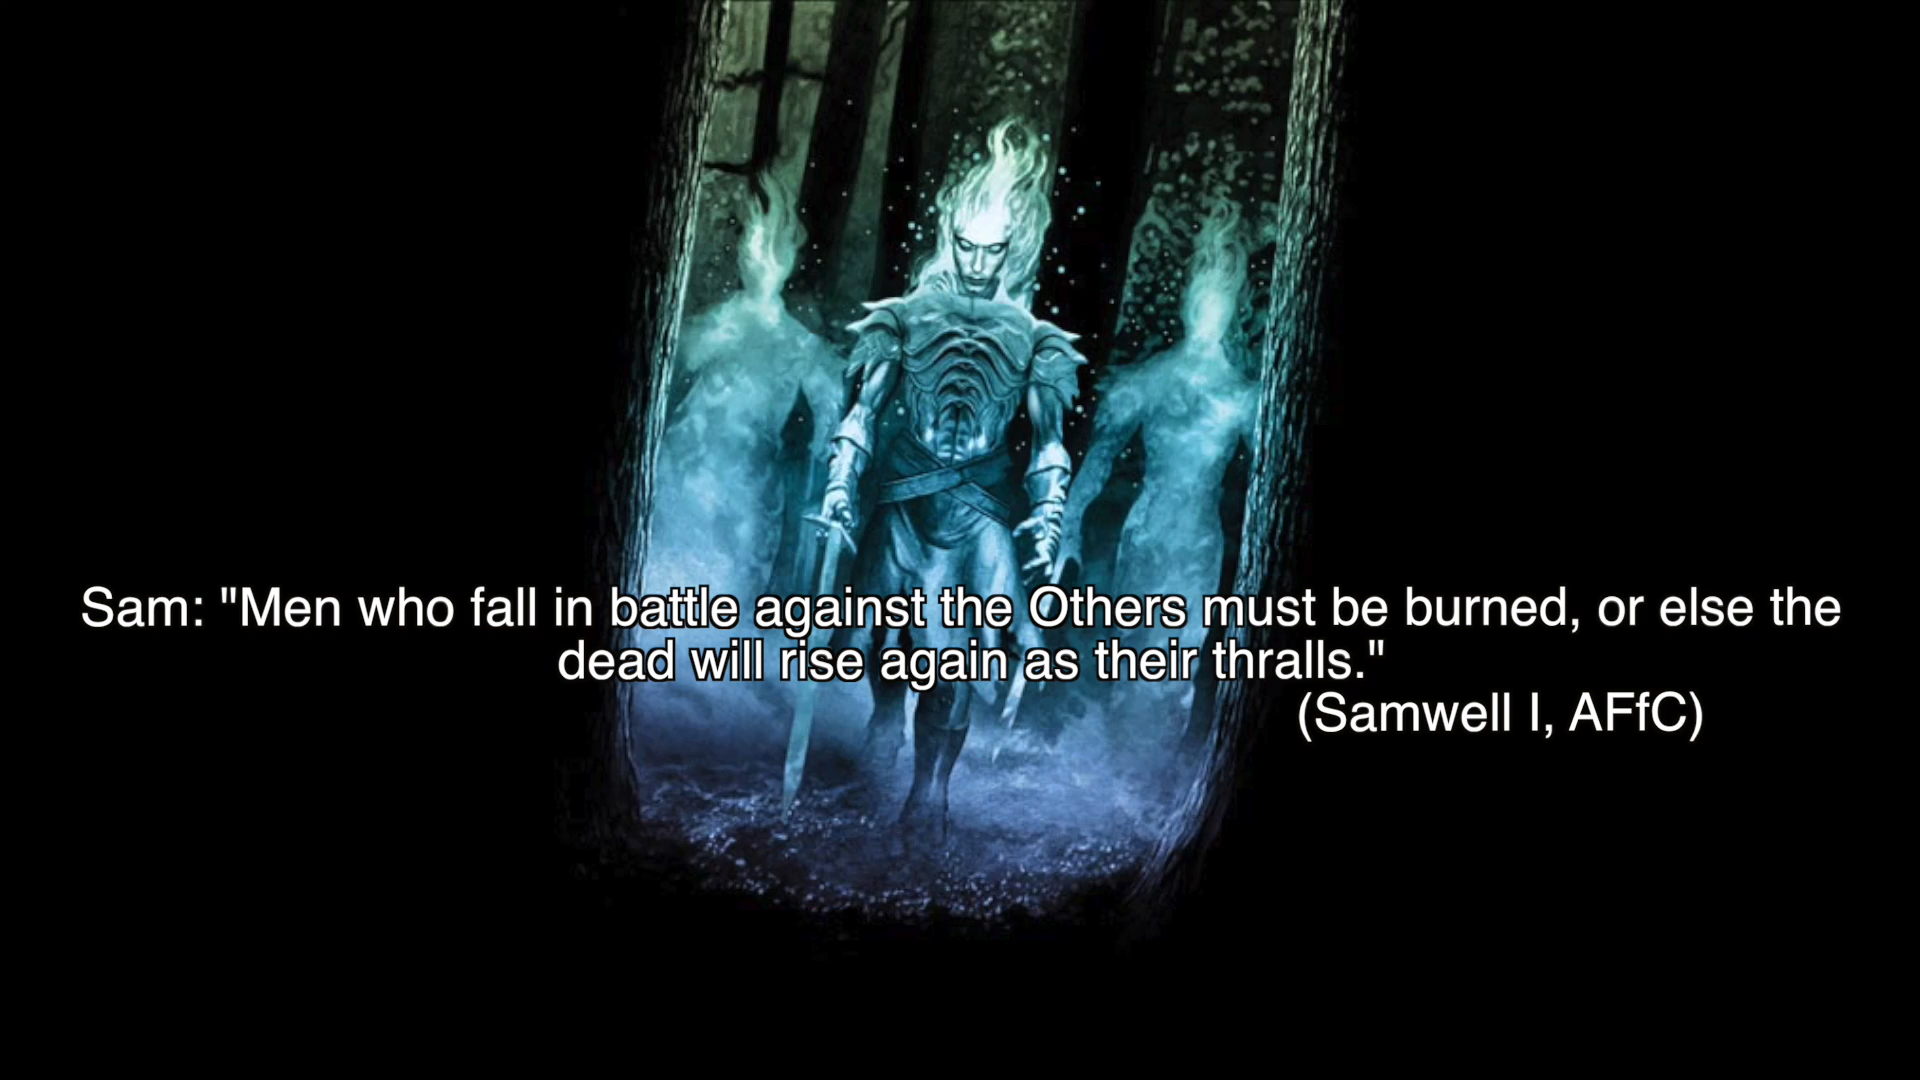 Sam: "Men who fall in battle against the Others must be burned, or else the
dead will rise again as their thralls."
(Samwell I, AFfC)